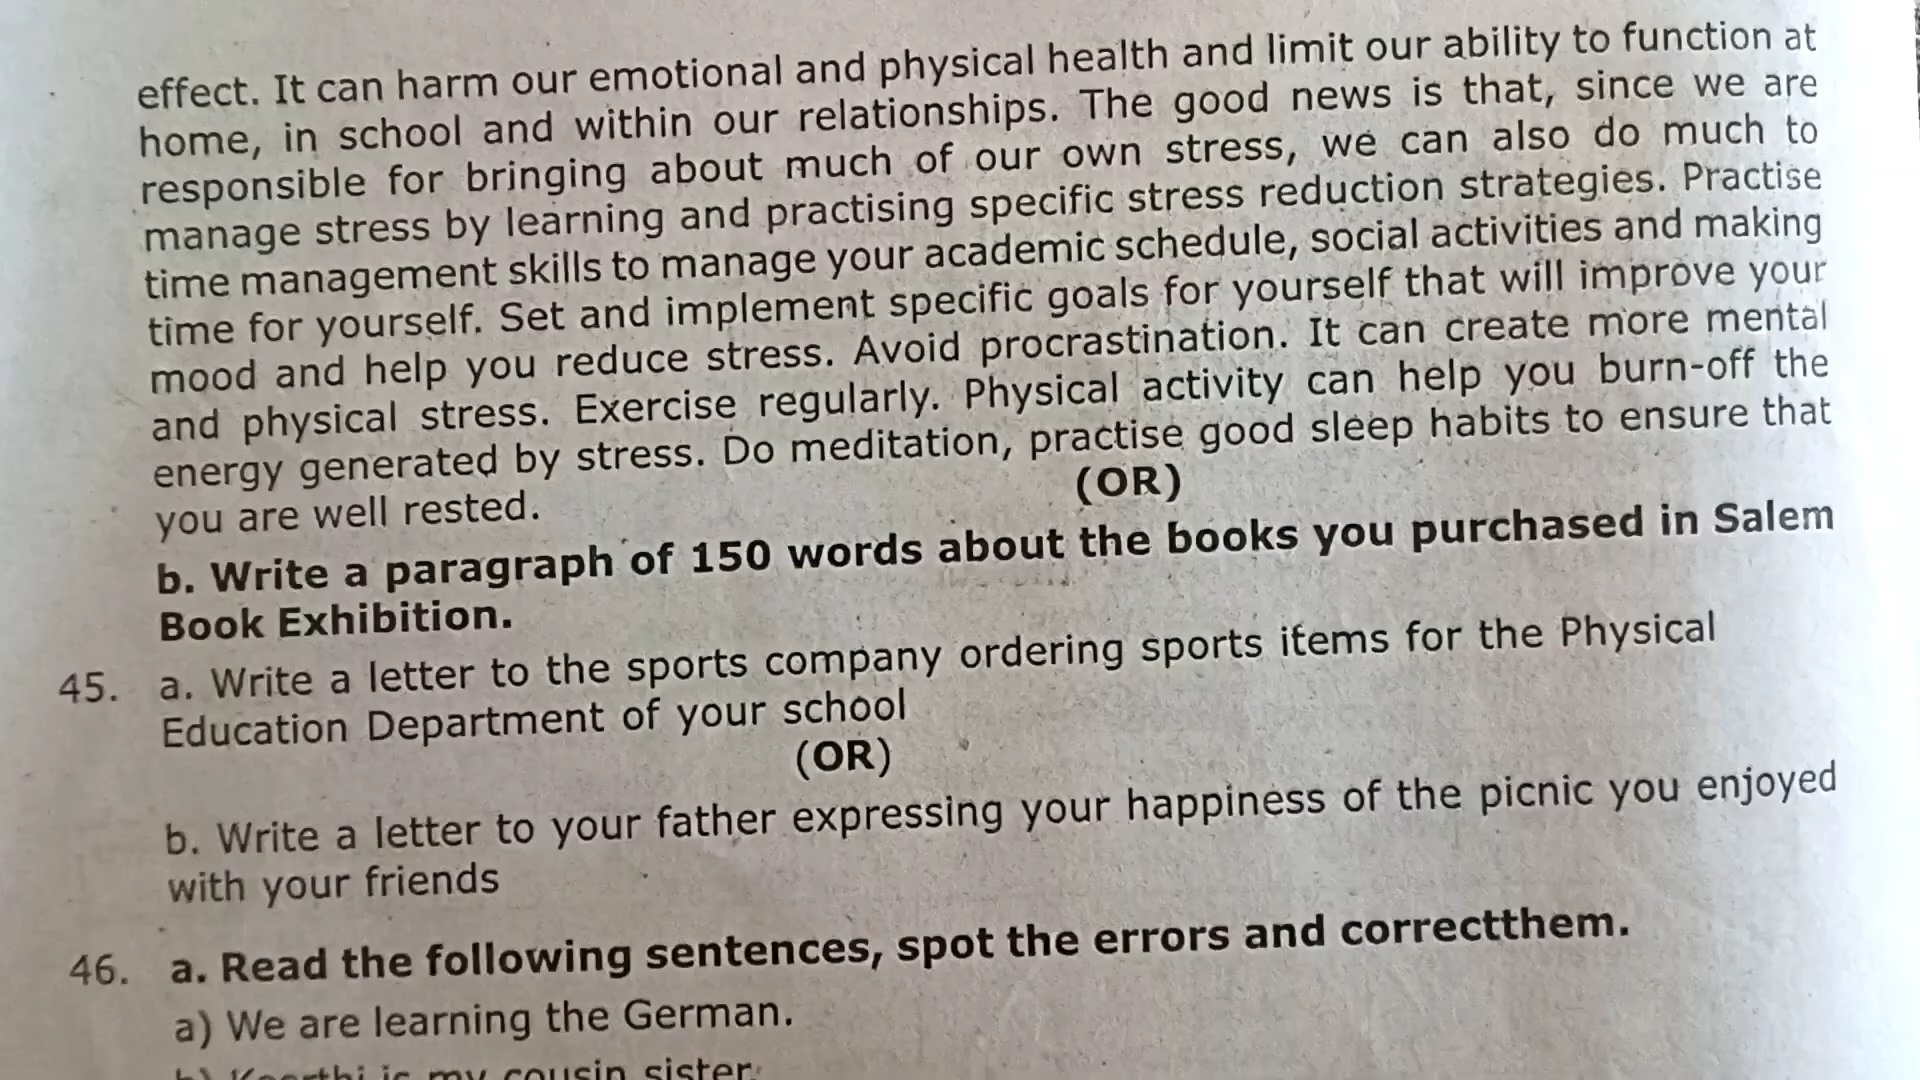 effect. It can harm our emotional and physical health and limit our ability to function at
home, in school and within our relationships. The good news is that, since we are
responsible for bringing about much of our own stress, we can also do much to
manage stress by learning and practising specific stress reduction strategies. Practise
time management skills to manage your academic schedule, social activities and making
time for yourself. Set and implement specific goals for yourself that will improve your
mood and help you reduce stress. Avoid procrastination. It can create more mental
and physical stress. Exercise regularly. Physical activity can help you burn-off the
energy generated by stress. Do meditation, practise good sleep habits to ensure that
you are well rested.
(OR)
b. Write a paragraph of 150 words about the books you purchased in Salem
Book Exhibition.
45. a. Write a letter to the sports company ordering sports items for the Physical
Education Department of your school
(OR)
b. Write a letter to your father expressing your happiness of the picnic you enjoyed
with your friends
46. a. Read the following sentences, spot the errors and correctthem.
a) We are learning the German.
b) Keerthi is my cousin sister.